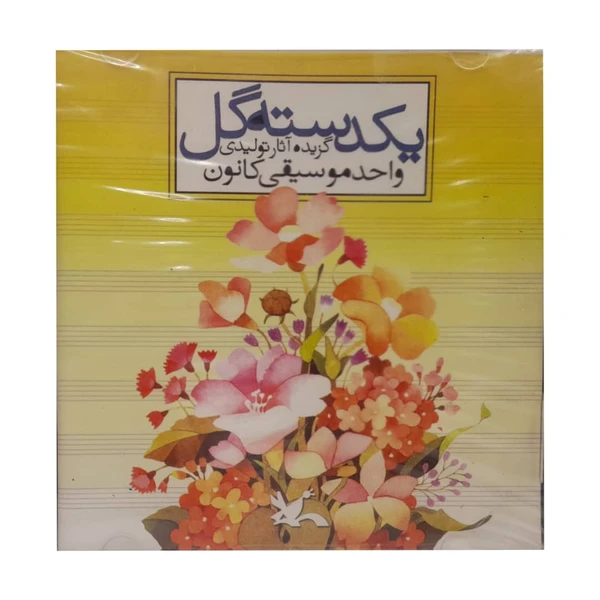 یکدسته گل
گزیده آثار تولیدی
واحد موسیقی کانون